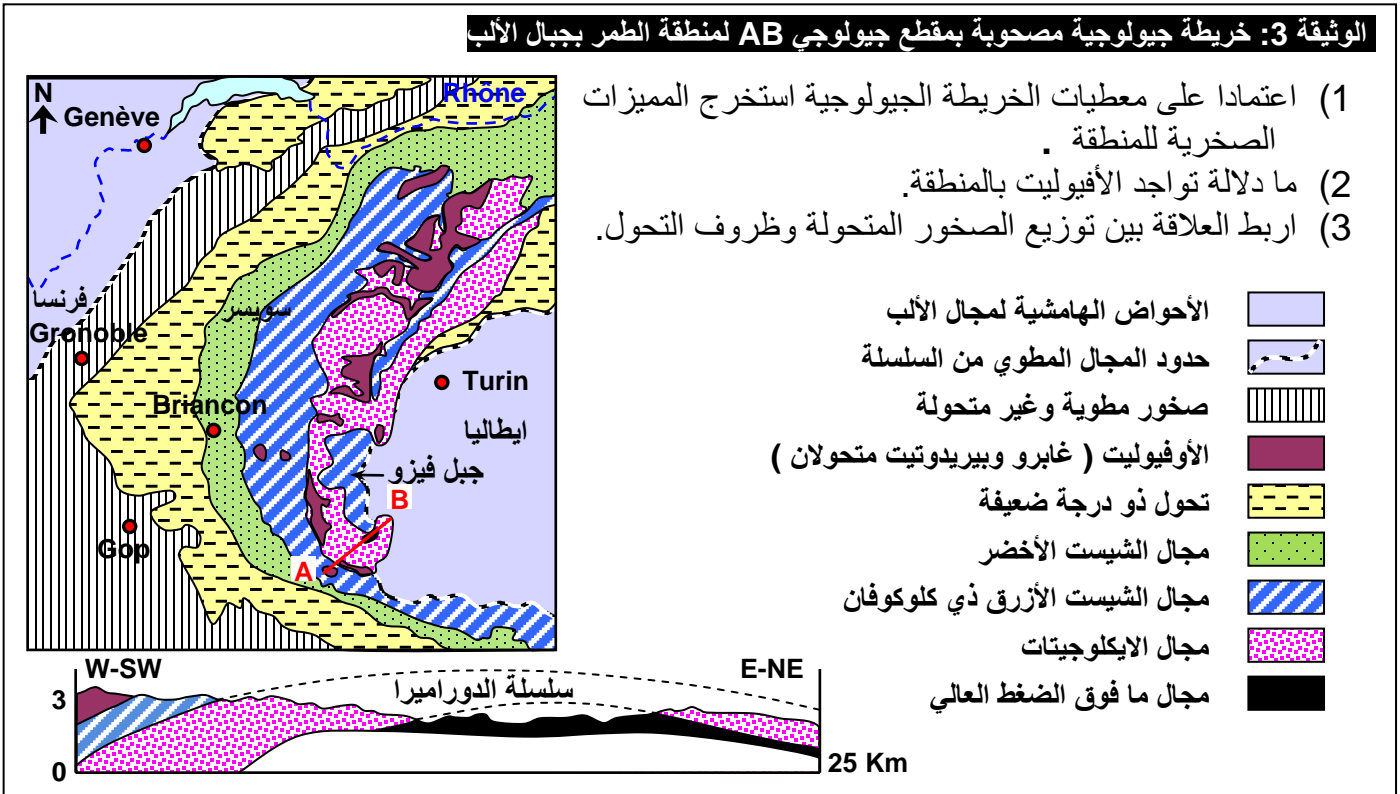 الوثيقة 3: خريطة جيولوجية مصحوبة بمقطع جيولوجي AB لمنطقة الطمر بجبال الألب
1) اعتمادا على معطيات الخريطة الجيولوجية استخرج المميزات
الصخرية للمنطقة .
2) ما دلالة تواجد الأفيوليت بالمنطقة.
3) اربط العلاقة بين توزيع الصخور المتحولة وظروف التحول.
N
Rhône
Genève
فرنسا
سويسر
Gronoble
Turin
Briancon
ايطاليا
جبل فيزو
B
Gop
A
الأحواض الهامشية لمجال الألب
حدود المجال المطوي من السلسلة
صخور مطوية وغير متحولة
الأوفيوليت ( غابرو وبيريدوتيت متحولان )
تحول ذو درجة ضعيفة
مجال الشيست الأخضر
مجال الشيست الأزرق ذي كلوكوفان
مجال الايكلوجيتات
مجال ما فوق الضغط العالي
W-SW
E-NE
3
سلسلة الدوراميرا
0
25 Km